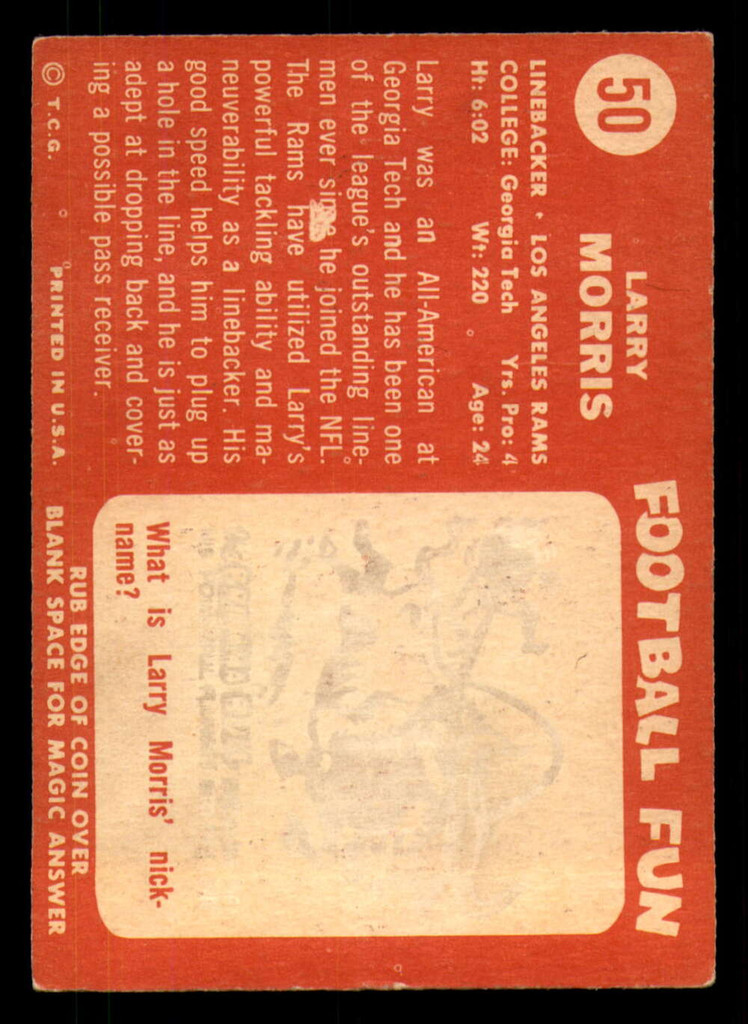 50
LARRY
MORRIS
LINEBACKER • LOS ANGELES RAMS
COLLEGE: Georgia Tech Yrs. Pro: 4
Ht: 6:02 Wt: 220 Age: 24
Larry was an All-American at
Georgia Tech and he has been one
of the league's outstanding line-
men ever since he joined the NFL.
The Rams have utilized Larry's
powerful tackling ability and ma-
neuverability as a linebacker. His
good speed helps him to plug up
a hole in the line, and he is just as
adept at dropping back and cover-
ing a possible pass receiver.
© T.C.G. PRINTED IN U.S.A.
FOOTBALL FUN
What is Larry Morris' nick-
name?
RUB EDGE OF COIN OVER
BLANK SPACE FOR MAGIC ANSWER